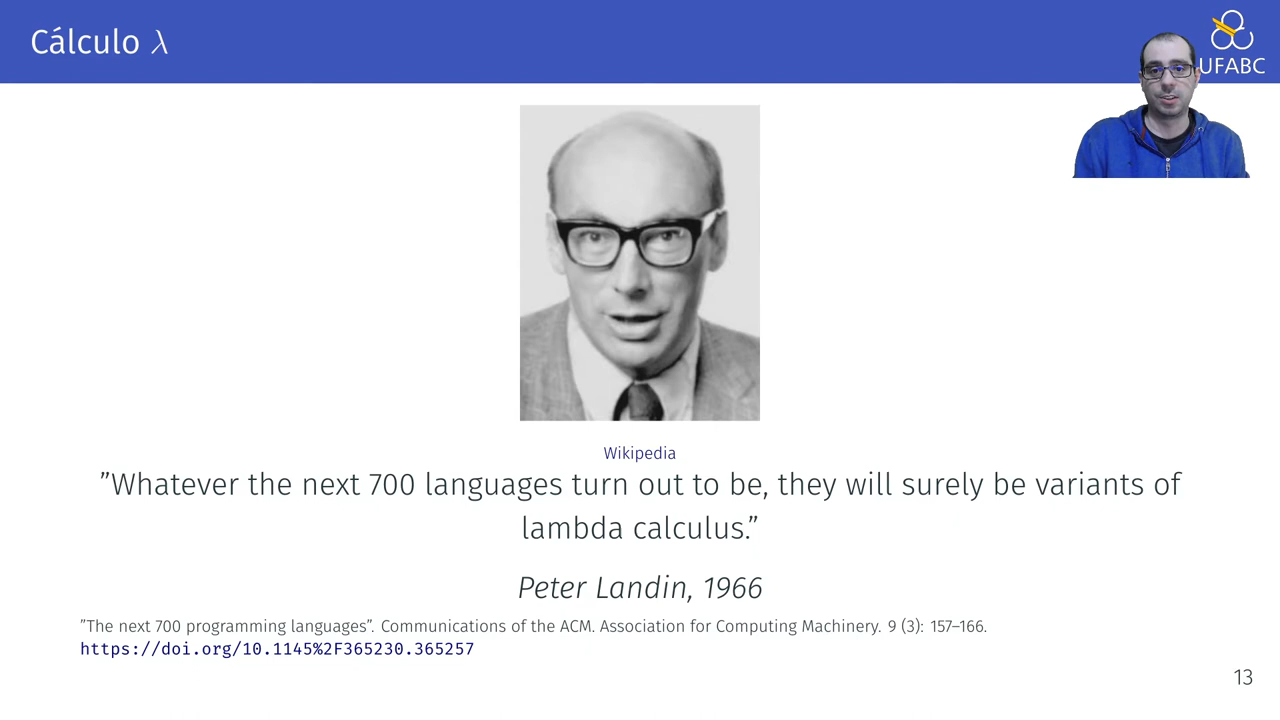 Cálculo λ
UFABC
Wikipedia
”Whatever the next 700 languages turn out to be, they will surely be variants of
lambda calculus.”
Peter Landin, 1966
”The next 700 programming languages”. Communications of the ACM. Association for Computing Machinery. 9 (3): 157–166.
https://doi.org/10.1145%2F365230.365257
13